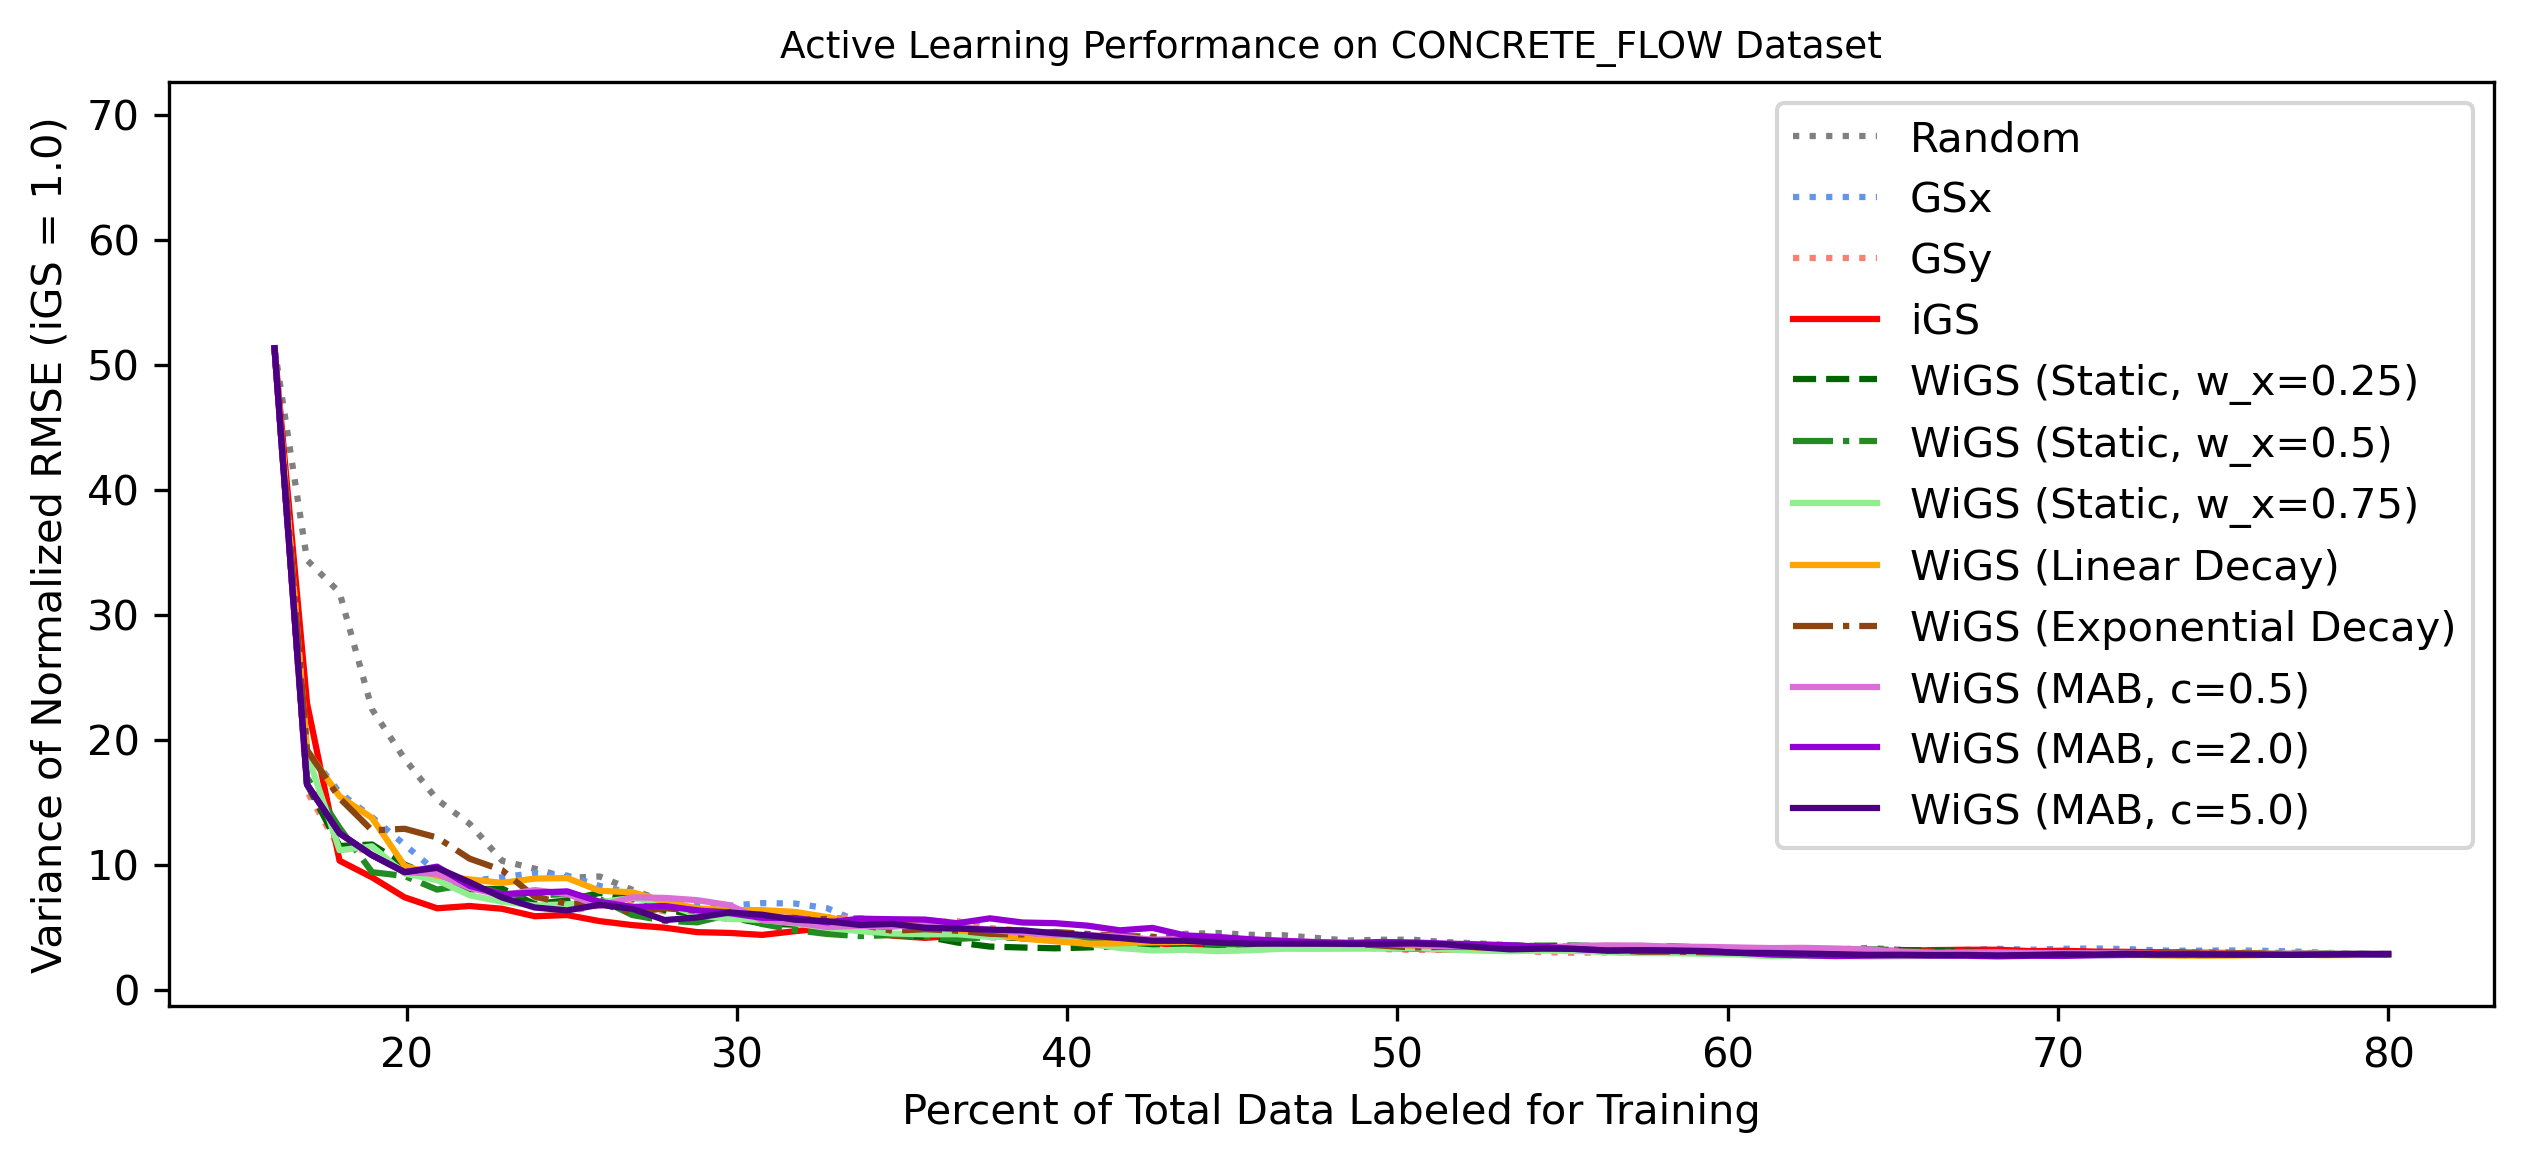 Active Learning Performance on CONCRETE_FLOW Dataset
Variance of Normalized RMSE (iGS = 1.0)
70
60
50
40
30
20
10
0
20
30
40
50
60
70
80
Percent of Total Data Labeled for Training
Random
GSx
GSy
iGS
WiGS (Static, w_x=0.25)
WiGS (Static, w_x=0.5)
WiGS (Static, w_x=0.75)
WiGS (Linear Decay)
WiGS (Exponential Decay)
WiGS (MAB, c=0.5)
WiGS (MAB, c=2.0)
WiGS (MAB, c=5.0)